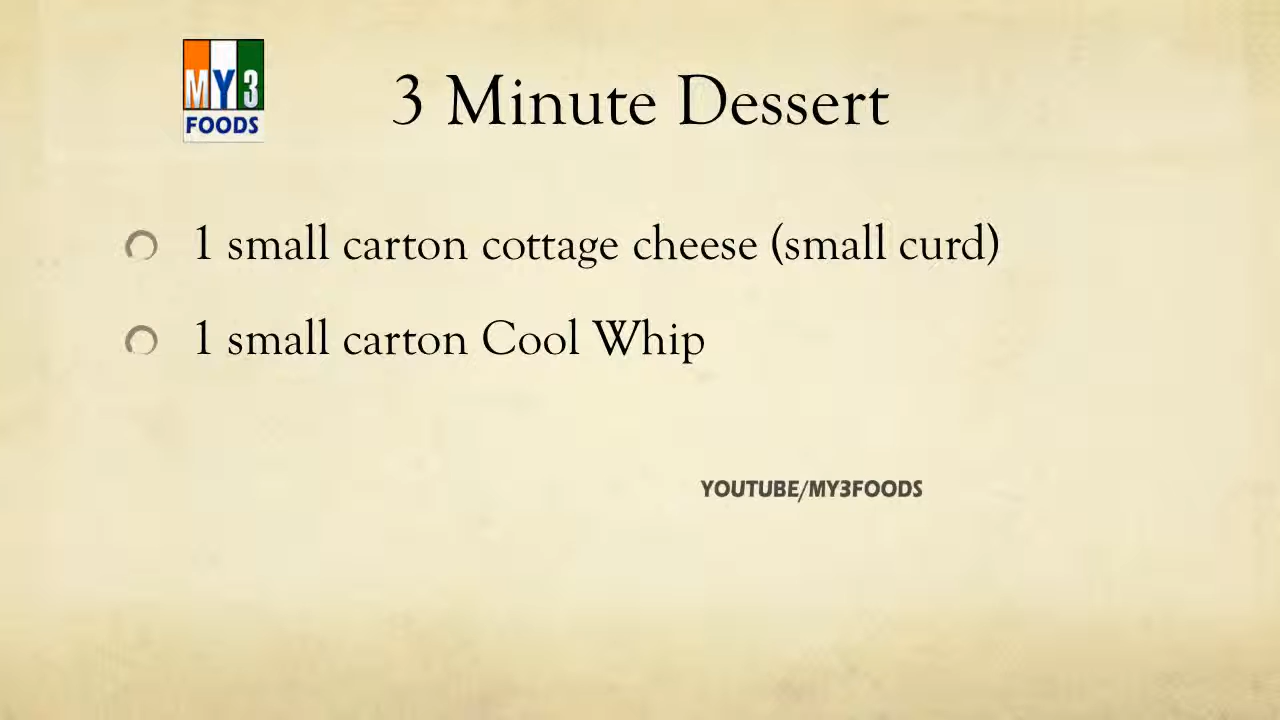 MY3
FOODS
3 Minute Dessert
1 small carton cottage cheese (small curd)
1 small carton Cool Whip
YOUTUBE/MY3FOODS